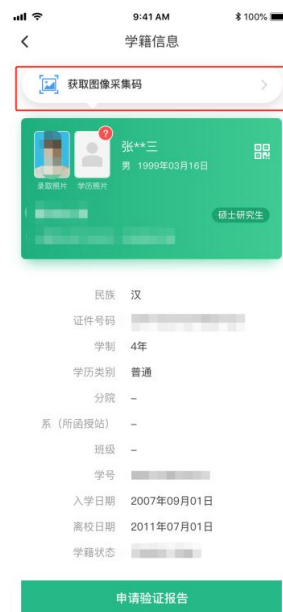 9:41 AM
100%
学籍信息
获取图像采集码
?
张**三
男 1999年03月16日
录取照片 学历照片
硕士研究生
民族 汉
证件号码
学制 4年
学历类别 普通
分院 –
系（所函授站） –
班级 –
学号
入学日期 2007年09月01日
离校日期 2011年07月01日
学籍状态
申请验证报告